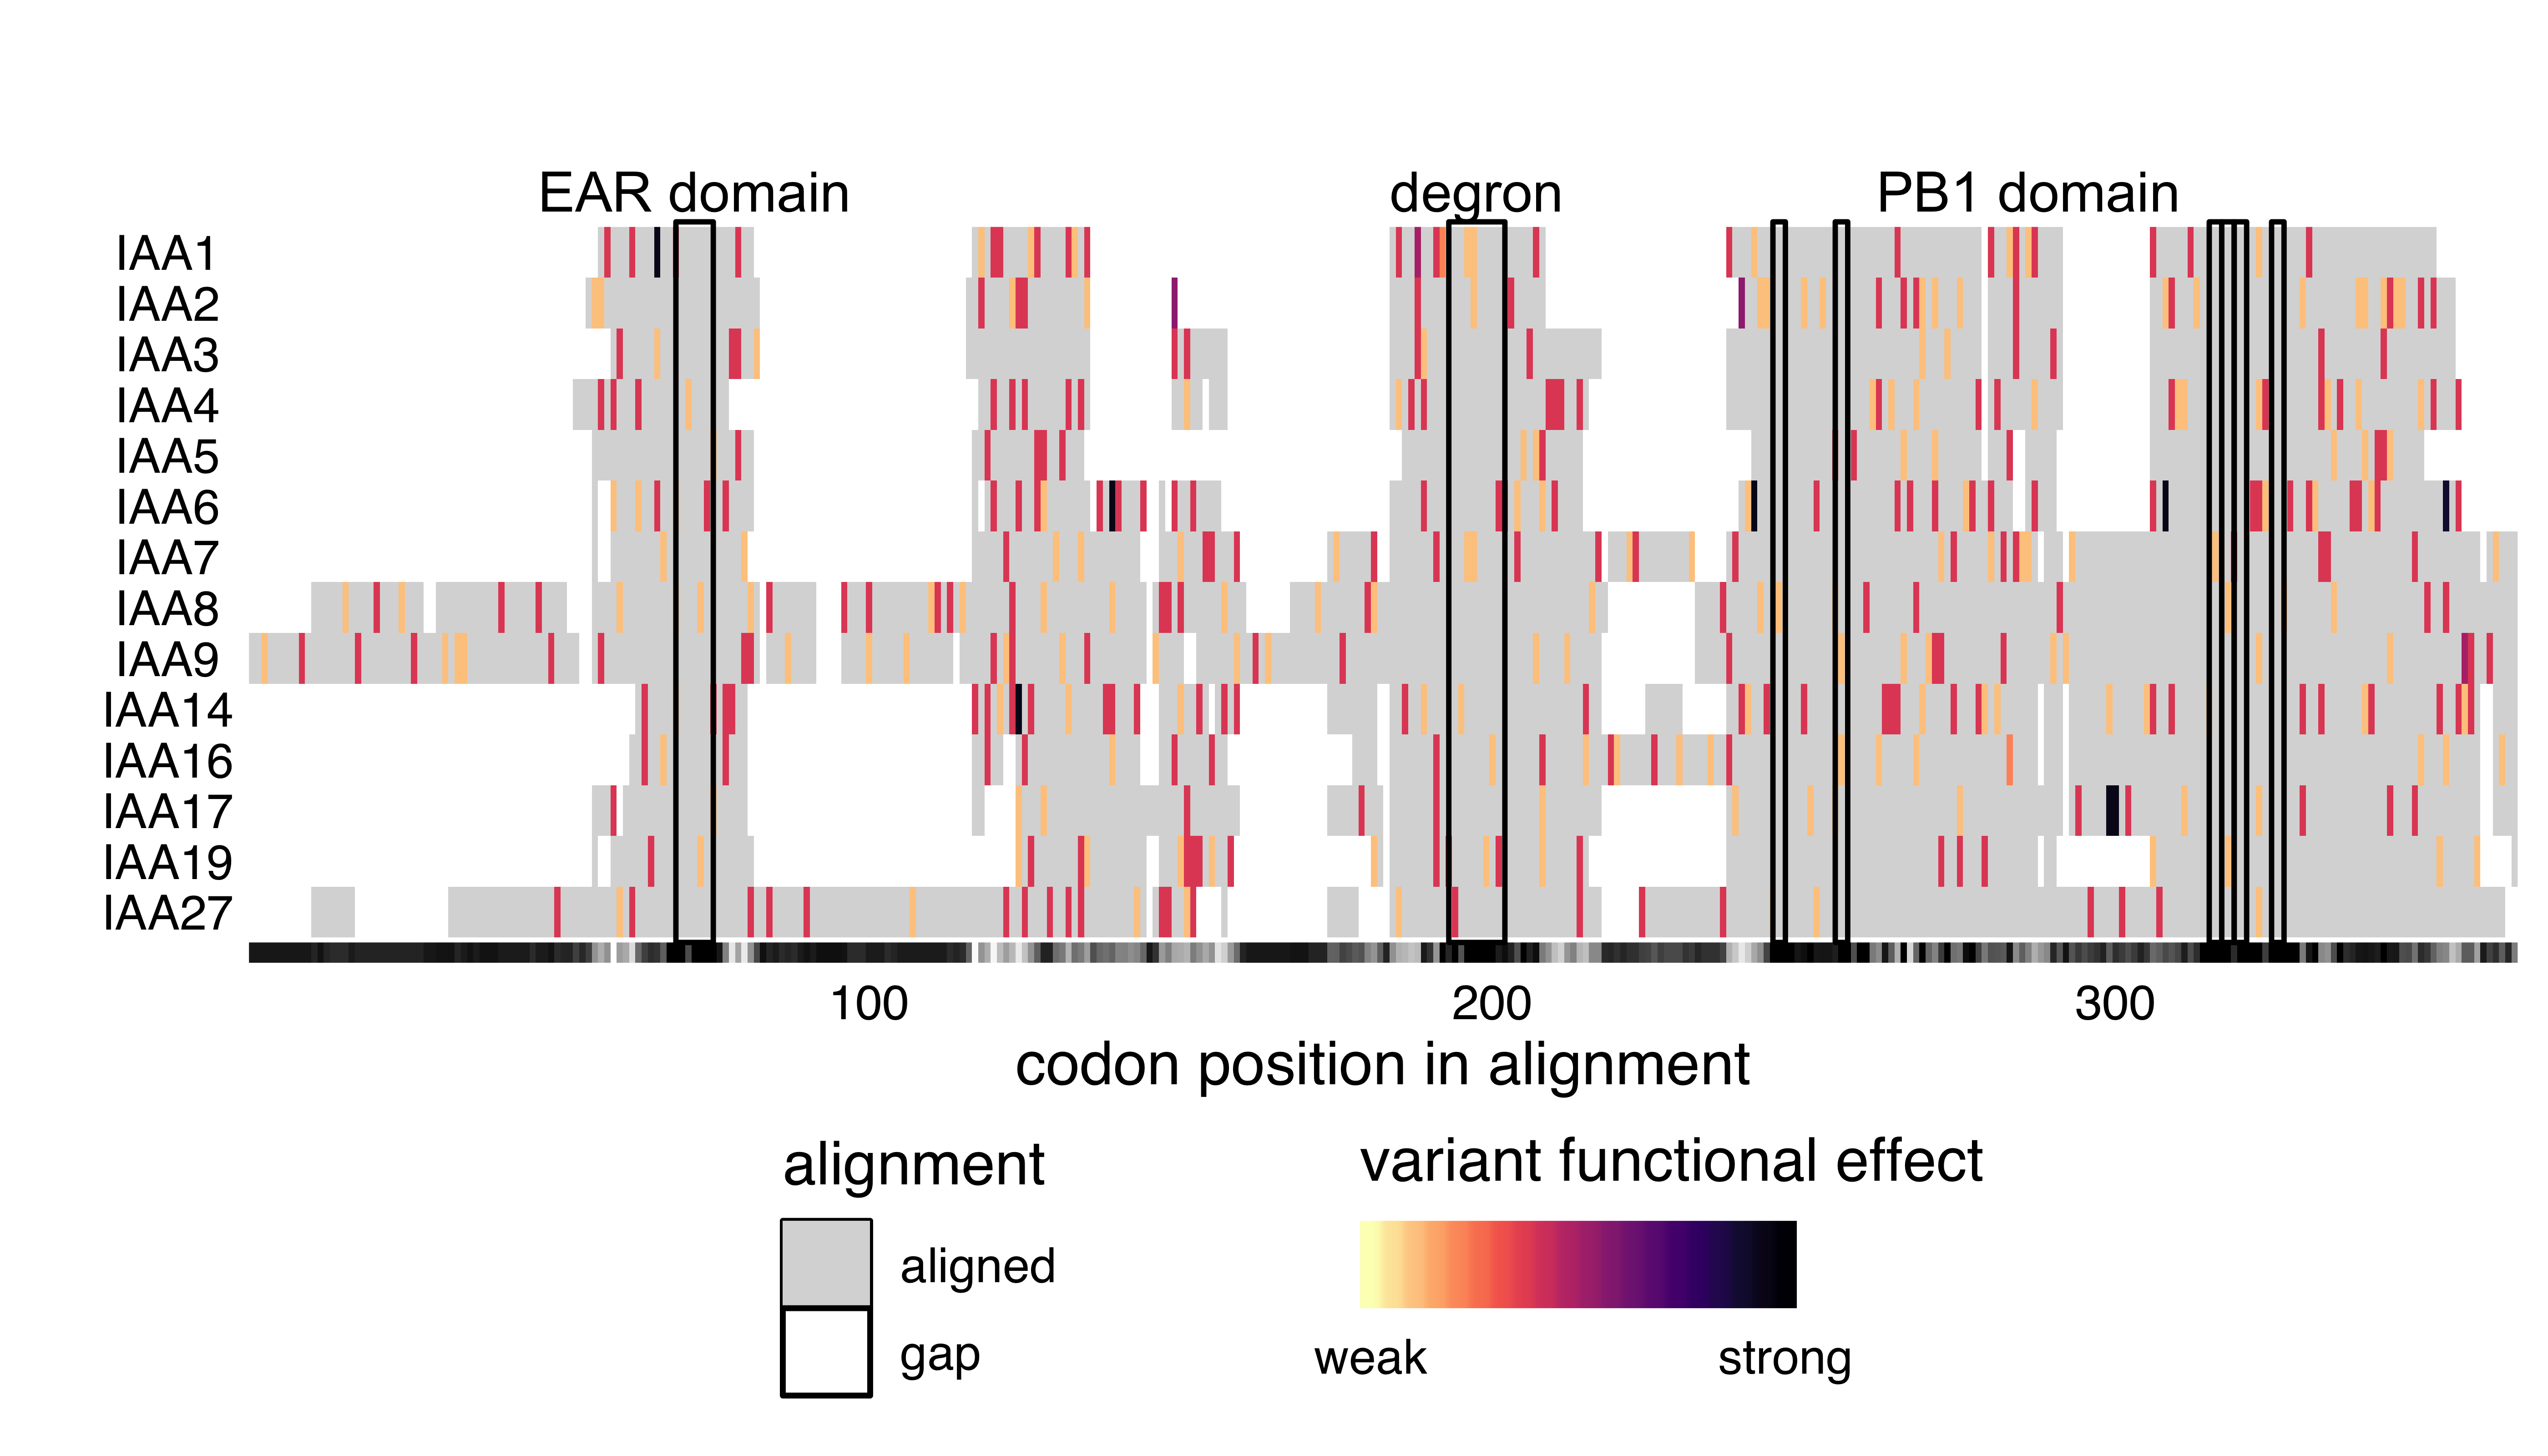 EAR domain degron PB1 domain
IAA1
IAA2
IAA3
IAA4
IAA5
IAA6
IAA7
IAA8
IAA9
IAA14
IAA16
IAA17
IAA19
IAA27
100 200 300
codon position in alignment
alignment
aligned
gap
variant functional effect
weak strong